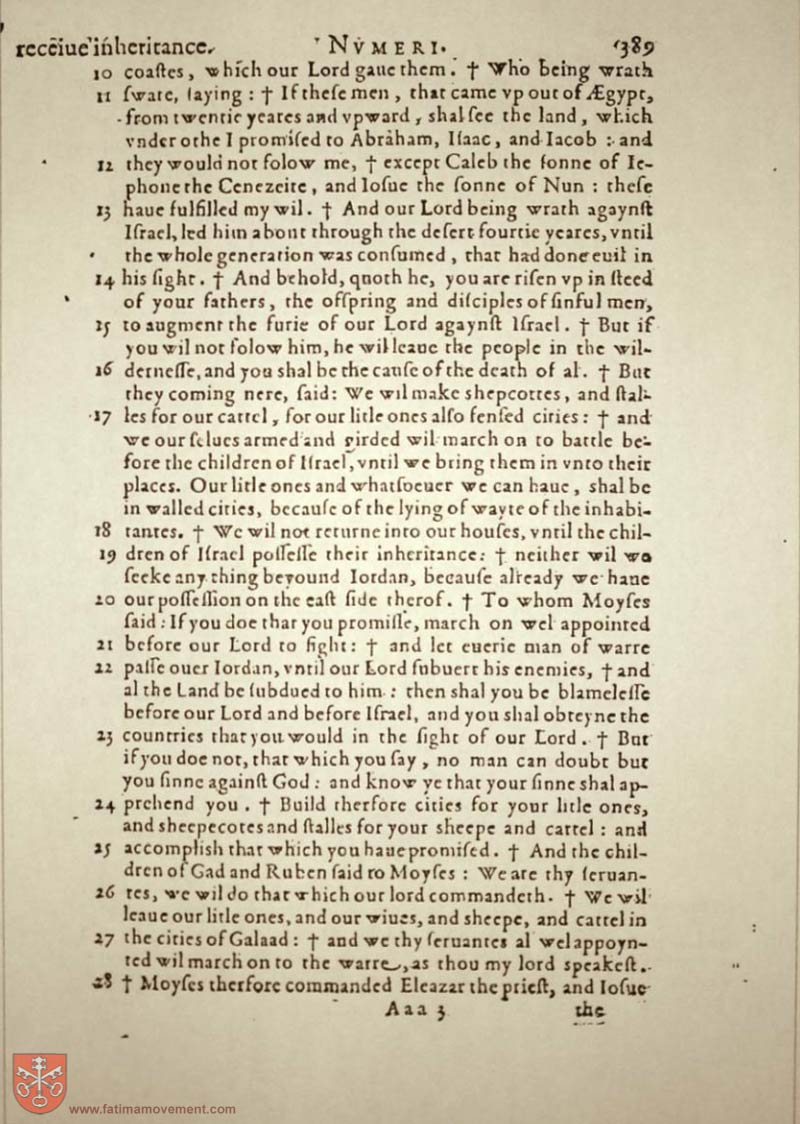 receiue inheritance. NVMERI. 389
10 coastes, which our Lord gaue them. † Who being wrath
11 sware, saying: † If these men, that came vp out of Ægypt,
from twentie yeares and vpward, shal see the land, which
vnder othe I promised to Abraham, Isaac, and Iacob: and
12 they would not folow me, † except Caleb the sonne of Ie-
phone the Cenezeite, and Iosue the sonne of Nun: these
13 haue fulfilled my wil. † And our Lord being wrath agaynst
Israel, led him about through the desert fourtie yeares, vntil
the whole generation was consumed, that had done euil in
14 his sight. † And behold, quoth he, you are risen vp in steed
of your fathers, the ofspring and disciples of sinful men,
15 to augment the furie of our Lord agaynst Israel. † But if
you wil not folow him, he wil leaue the people in the wil-
16 dernesse, and you shal be the cause of the death of al. † But
they coming nere, said: We wil make shepcottes, and stal-
17 les for our cattel, for our litle ones also fensed cities: † and
we our selues armed and girded wil march on to battle be-
fore the children of Israel, vntil we bring them in vnto their
places. Our litle ones and whatsoeuer we can haue, shal be
in walled cities, because of the lying of wayte of the inhabi-
18 tantes. † We wil not returne into our houses, vntil the chil-
19 dren of Israel possesse their inheritance: † neither wil we
seeke any thing beyound Iordan, because already we haue
20 our possession on the east side therof. † To whom Moyses
said: If you doe that you promisse, march on wel appointed
21 before our Lord to fight: † and let euerie man of warre
22 passe ouer Iordan, vntil our Lord subuert his enemies, † and
al the Land be subdued to him: then shal you be blamelesse
before our Lord and before Israel, and you shal obteyne the
23 countries that you would in the sight of our Lord. † But
if you doe not, that which you say, no man can doubt but
you sinne against God: and know ye that your sinne shal ap-
24 prehend you. † Build therfore cities for your litle ones,
and sheepecotes and stalles for your sheepe and cattel: and
25 accomplish that which you haue promised. † And the chil-
dren of Gad and Ruben said to Moyses: We are thy seruan-
26 tes, we wil do that which our lord commandeth. † We wil
leaue our litle ones, and our wiues, and sheepe, and cattel in
27 the cities of Galaad: † and we thy seruantes al wel appoyn-
ted wil march on to the warre, as thou my lord speakest.
28 † Moyses therfore commanded Eleazar the priest, and Iosue
Aaa 3 the
www.fatimamovement.com